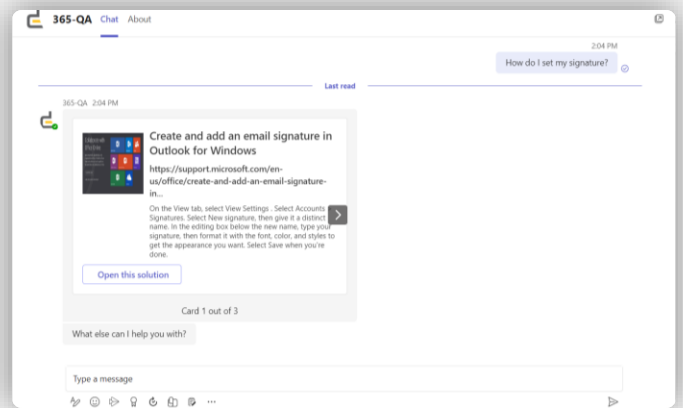 365-QA Chat About
2:04 PM
How do I set my signature?
Last read
365-QA 2:04 PM
Create and add an email signature in
Outlook for Windows
https://support.microsoft.com/en-
us/office/create-and-add-an-email-signature-
in...
On the View tab, select View Settings . Select Accounts
Signatures. Select New signature, then give it a distinct
name. In the editing box below the new name, type your
signature, then format it with the font, color, and styles to
get the appearance you want. Select Save when you're
done.
Open this solution
Card 1 out of 3
What else can I help you with?
Type a message